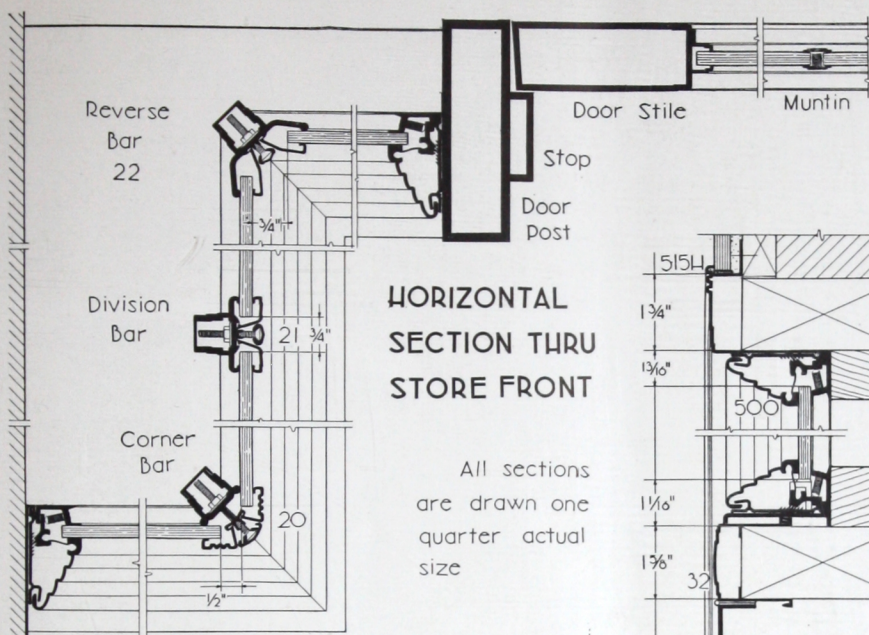 Reverse
Bar
22
Door Stile
Muntin
Stop
Door
Post
3/4"
515H
Division
Bar
21 3/4"
HORIZONTAL
SECTION THRU
STORE FRONT
1 3/4"
13/16"
500
Corner
Bar
20
All sections
are drawn one
quarter actual
size
1 1/16"
1 3/8"
32
1/2"